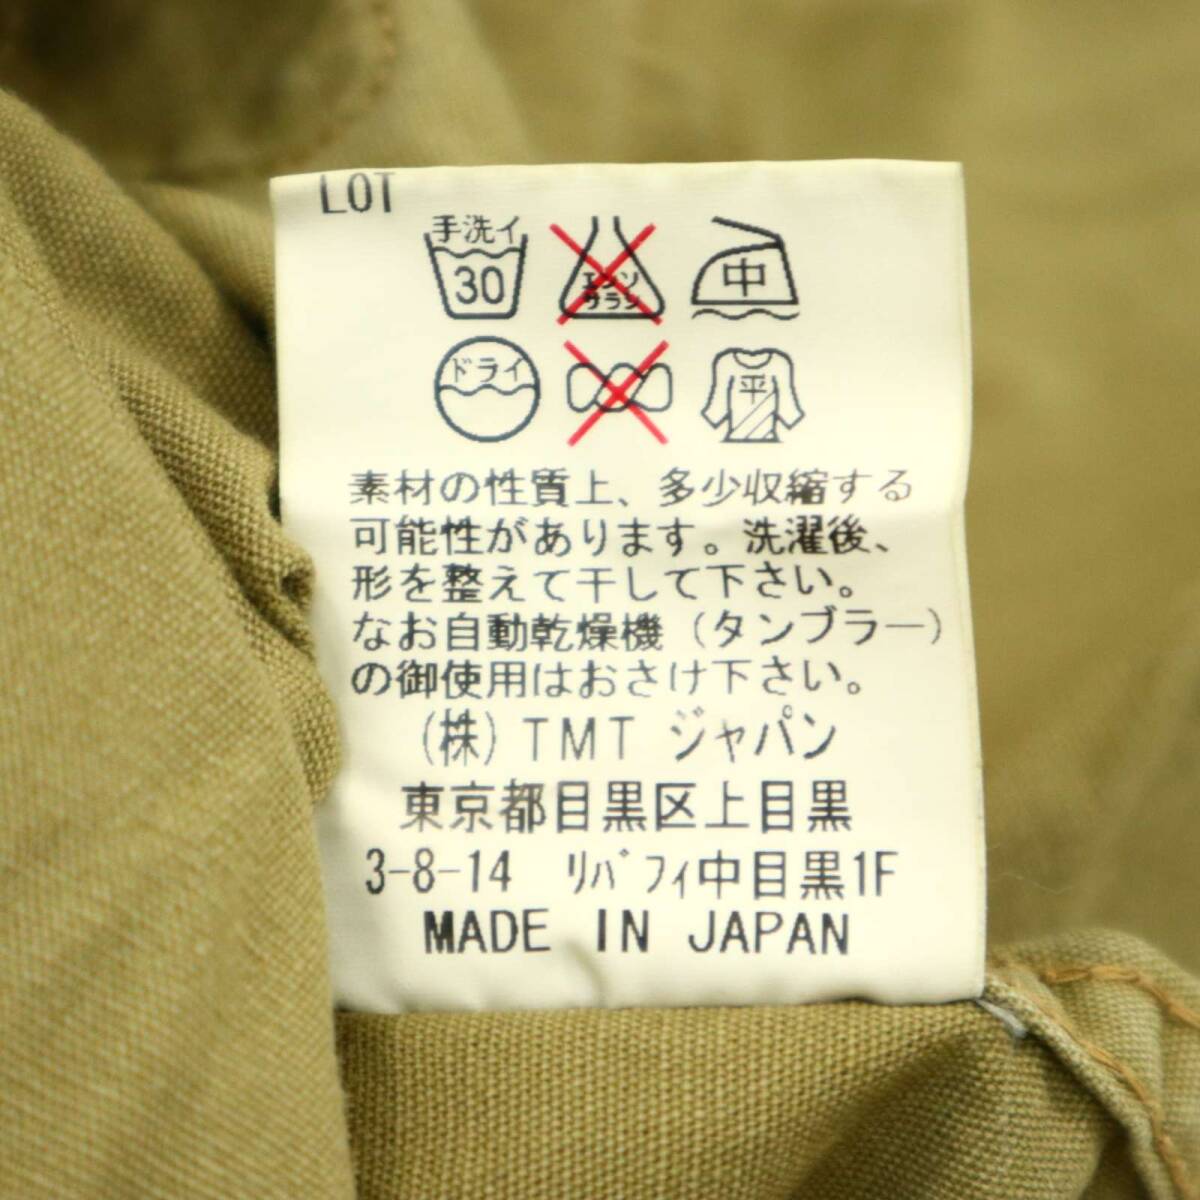 LOT
手洗イ
30
エンソ
サラシ
中
ドライ
平
素材の性質上、多少収縮する
可能性があります。洗濯後、
形を整えて干して下さい。
なお自動乾燥機(タンブラー)
の御使用はおさけ下さい。
(株)TMT ジャパン
東京都目黒区上目黒
3-8-14 ﾘﾊﾞﾌｨ中目黒1F
MADE IN JAPAN